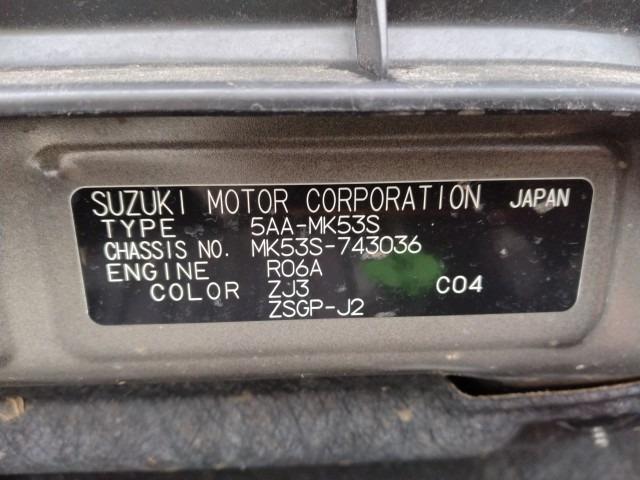 SUZUKI MOTOR CORPORATION JAPAN
TYPE 5AA-MK53S
CHASSIS NO. MK53S-743036
ENGINE R06A
COLOR ZJ3 C04
ZSGP-J2